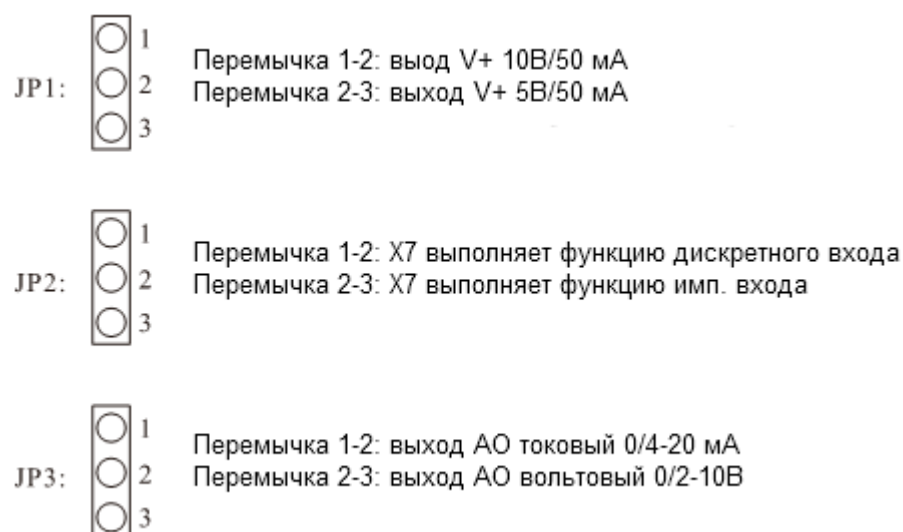 1
Перемычка 1-2: выод V+ 10В/50 мА
JP1: 2 Перемычка 2-3: выход V+ 5В/50 мА
3
1
Перемычка 1-2: X7 выполняет функцию дискретного входа
JP2: 2 Перемычка 2-3: X7 выполняет функцию имп. входа
3
1
Перемычка 1-2: выход АО токовый 0/4-20 мА
JP3: 2 Перемычка 2-3: выход АО вольтовый 0/2-10В
3